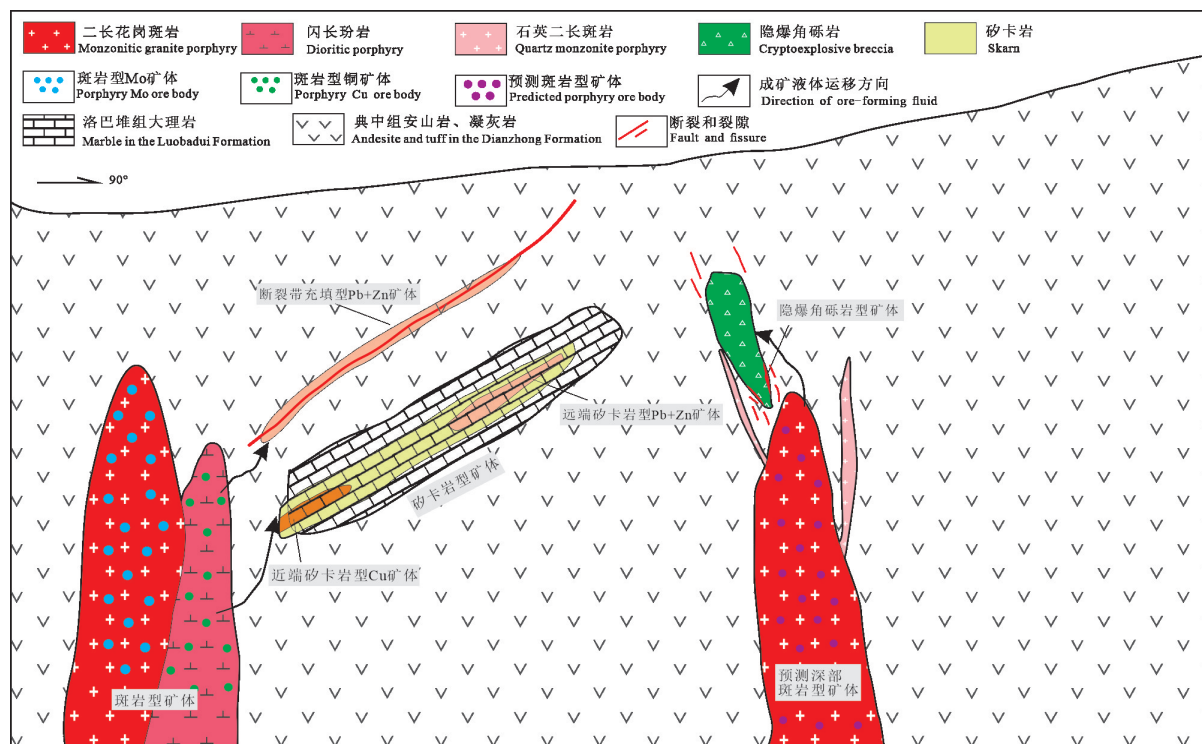 二长花岗斑岩
Monzonitic granite porphyry
闪长玢岩
Dioritic porphyry
石英二长斑岩
Quartz monzonite porphyry
隐爆角砾岩
Cryptoexplosive breccia
矽卡岩
Skarn
斑岩型Mo矿体
Porphyry Mo ore body
斑岩型铜矿体
Porphyry Cu ore body
预测斑岩型矿体
Predicted porphyry ore body
成矿液体运移方向
Direction of ore-forming fluid
洛巴堆组大理岩
Marble in the Luobadui Formation
典中组安山岩、凝灰岩
Andesite and tuff in the Dianzhong Formation
断裂和裂隙
Fault and fissure
90°
断裂带充填型Pb+Zn矿体
隐爆角砾岩型矿体
远端矽卡岩型Pb+Zn矿体
矽卡岩型矿体
近端矽卡岩型Cu矿体
斑岩型矿体
预测深部
斑岩型矿体